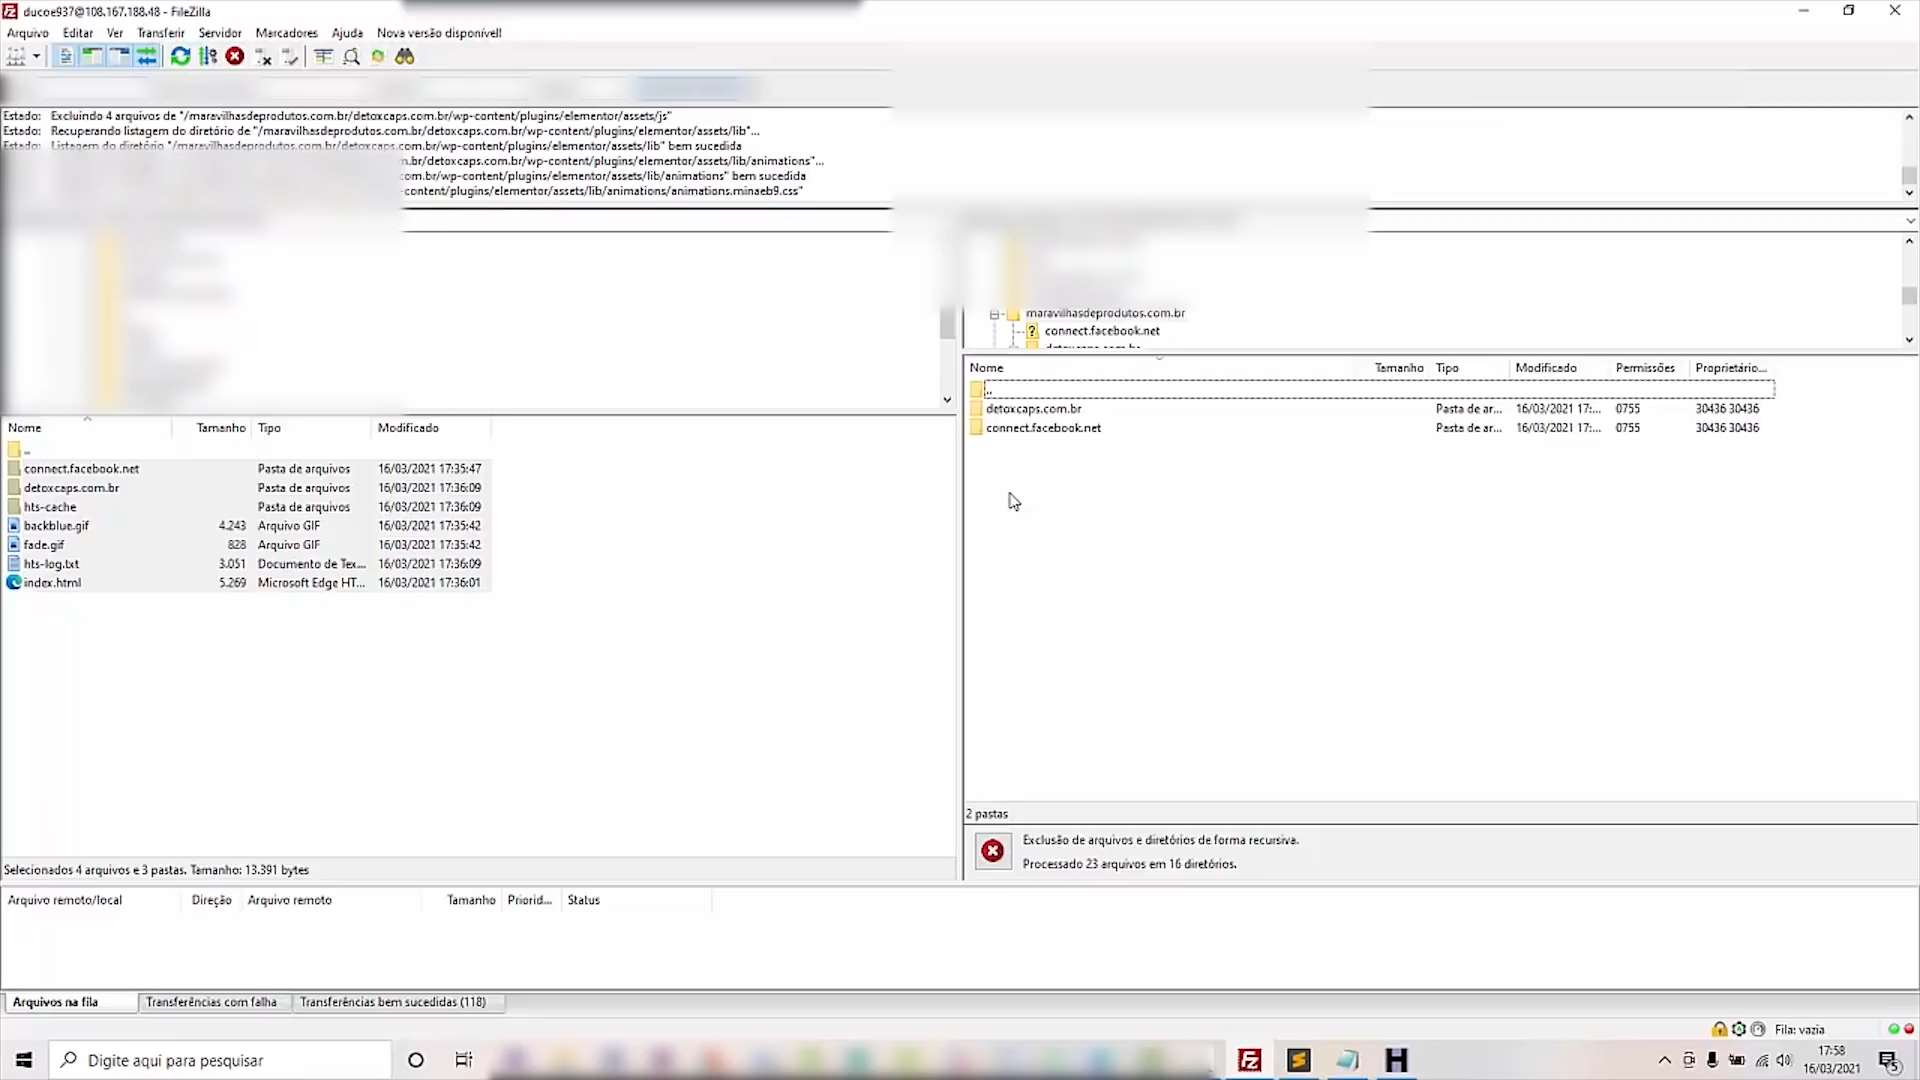 ducoe937@108.167.188.48 - FileZilla
Arquivo Editar Ver Transferir Servidor Marcadores Ajuda Nova versão disponível!
Estado: Excluindo 4 arquivos de "/maravilhasdeprodutos.com.br/detoxcaps.com.br/wp-content/plugins/elementor/assets/js"
Estado: Recuperando listagem do diretório de "/maravilhasdeprodutos.com.br/detoxcaps.com.br/wp-content/plugins/elementor/assets/lib"...
Estado: Listagem do diretório "/maravilhasdeprodutos.com.br/detoxcaps.com.br/wp-content/plugins/elementor/assets/lib" bem sucedida
m.br/detoxcaps.com.br/wp-content/plugins/elementor/assets/lib/animations"...
com.br/wp-content/plugins/elementor/assets/lib/animations" bem sucedida
-content/plugins/elementor/assets/lib/animations/animations.minaeb9.css"
maravilhasdeprodutos.com.br
connect.facebook.net
detoxcaps.com.br
Nome Tamanho Tipo Modificado
..
connect.facebook.net Pasta de arquivos 16/03/2021 17:35:47
detoxcaps.com.br Pasta de arquivos 16/03/2021 17:36:09
hts-cache Pasta de arquivos 16/03/2021 17:36:09
backblue.gif 4.243 Arquivo GIF 16/03/2021 17:35:42
fade.gif 828 Arquivo GIF 16/03/2021 17:35:42
hts-log.txt 3.051 Documento de Tex... 16/03/2021 17:36:09
index.html 5.269 Microsoft Edge HT... 16/03/2021 17:36:01
Selecionados 4 arquivos e 3 pastas. Tamanho: 13.391 bytes
Nome Tamanho Tipo Modificado Permissões Proprietário...
..
detoxcaps.com.br Pasta de ar... 16/03/2021 17:... 0755 30436 30436
connect.facebook.net Pasta de ar... 16/03/2021 17:... 0755 30436 30436
2 pastas
Exclusão de arquivos e diretórios de forma recursiva.
Processado 23 arquivos em 16 diretórios.
Arquivo remoto/local Direção Arquivo remoto Tamanho Priorid... Status
Arquivos na fila Transferências com falha Transferências bem sucedidas (118)
Fila: vazia
Digite aqui para pesquisar
17:58
16/03/2021
5